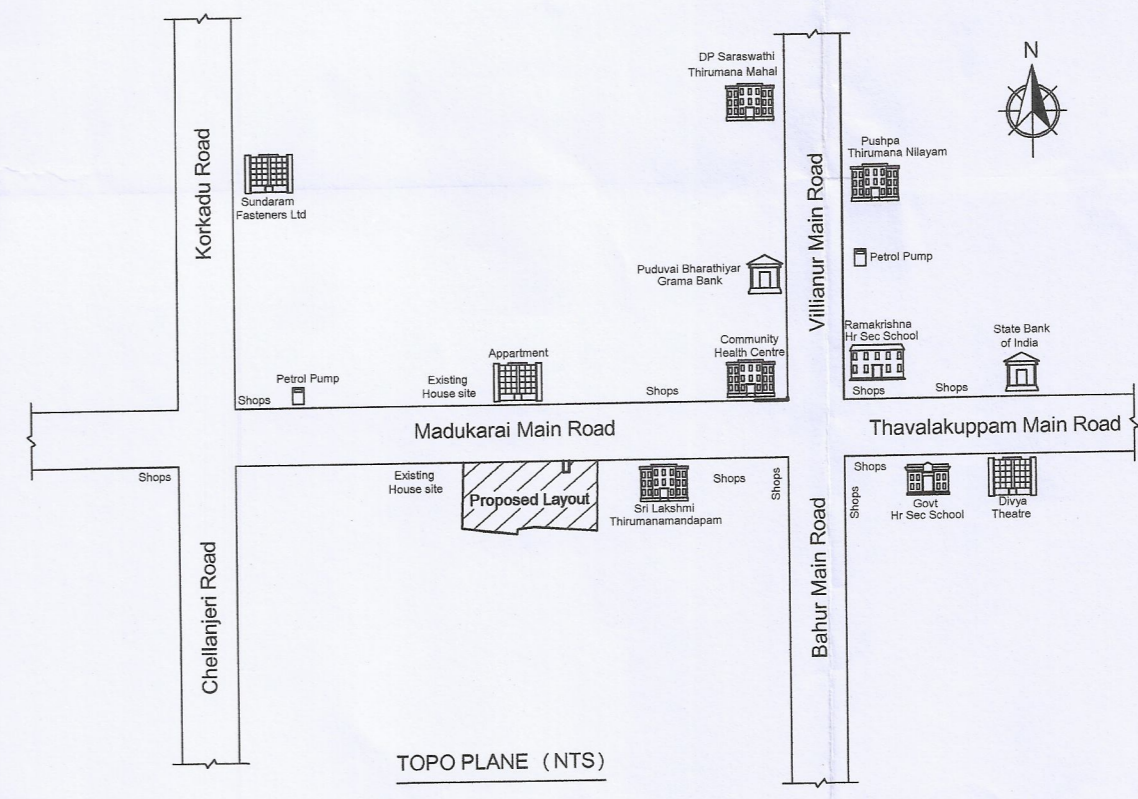 DP Saraswathi
Thirumana Mahal
N
Korkadu Road
Sundaram
Fasteners Ltd
Villianur Main Road
Pushpa
Thirumana Nilayam
Puduvai Bharathiyar
Grama Bank
Petrol Pump
Petrol Pump
Shops
Existing
House site
Appartment
Shops
Community
Health Centre
Ramakrishna
Hr Sec School
Shops
Shops
State Bank
of India
Madukarai Main Road
Thavalakuppam Main Road
Shops
Existing
House site
Proposed Layout
Sri Lakshmi
Thirumanamandapam
Shops
Shops
Shops
Shops
Govt
Hr Sec School
Divya
Theatre
Chellanjeri Road
Bahur Main Road
TOPO PLANE (NTS)